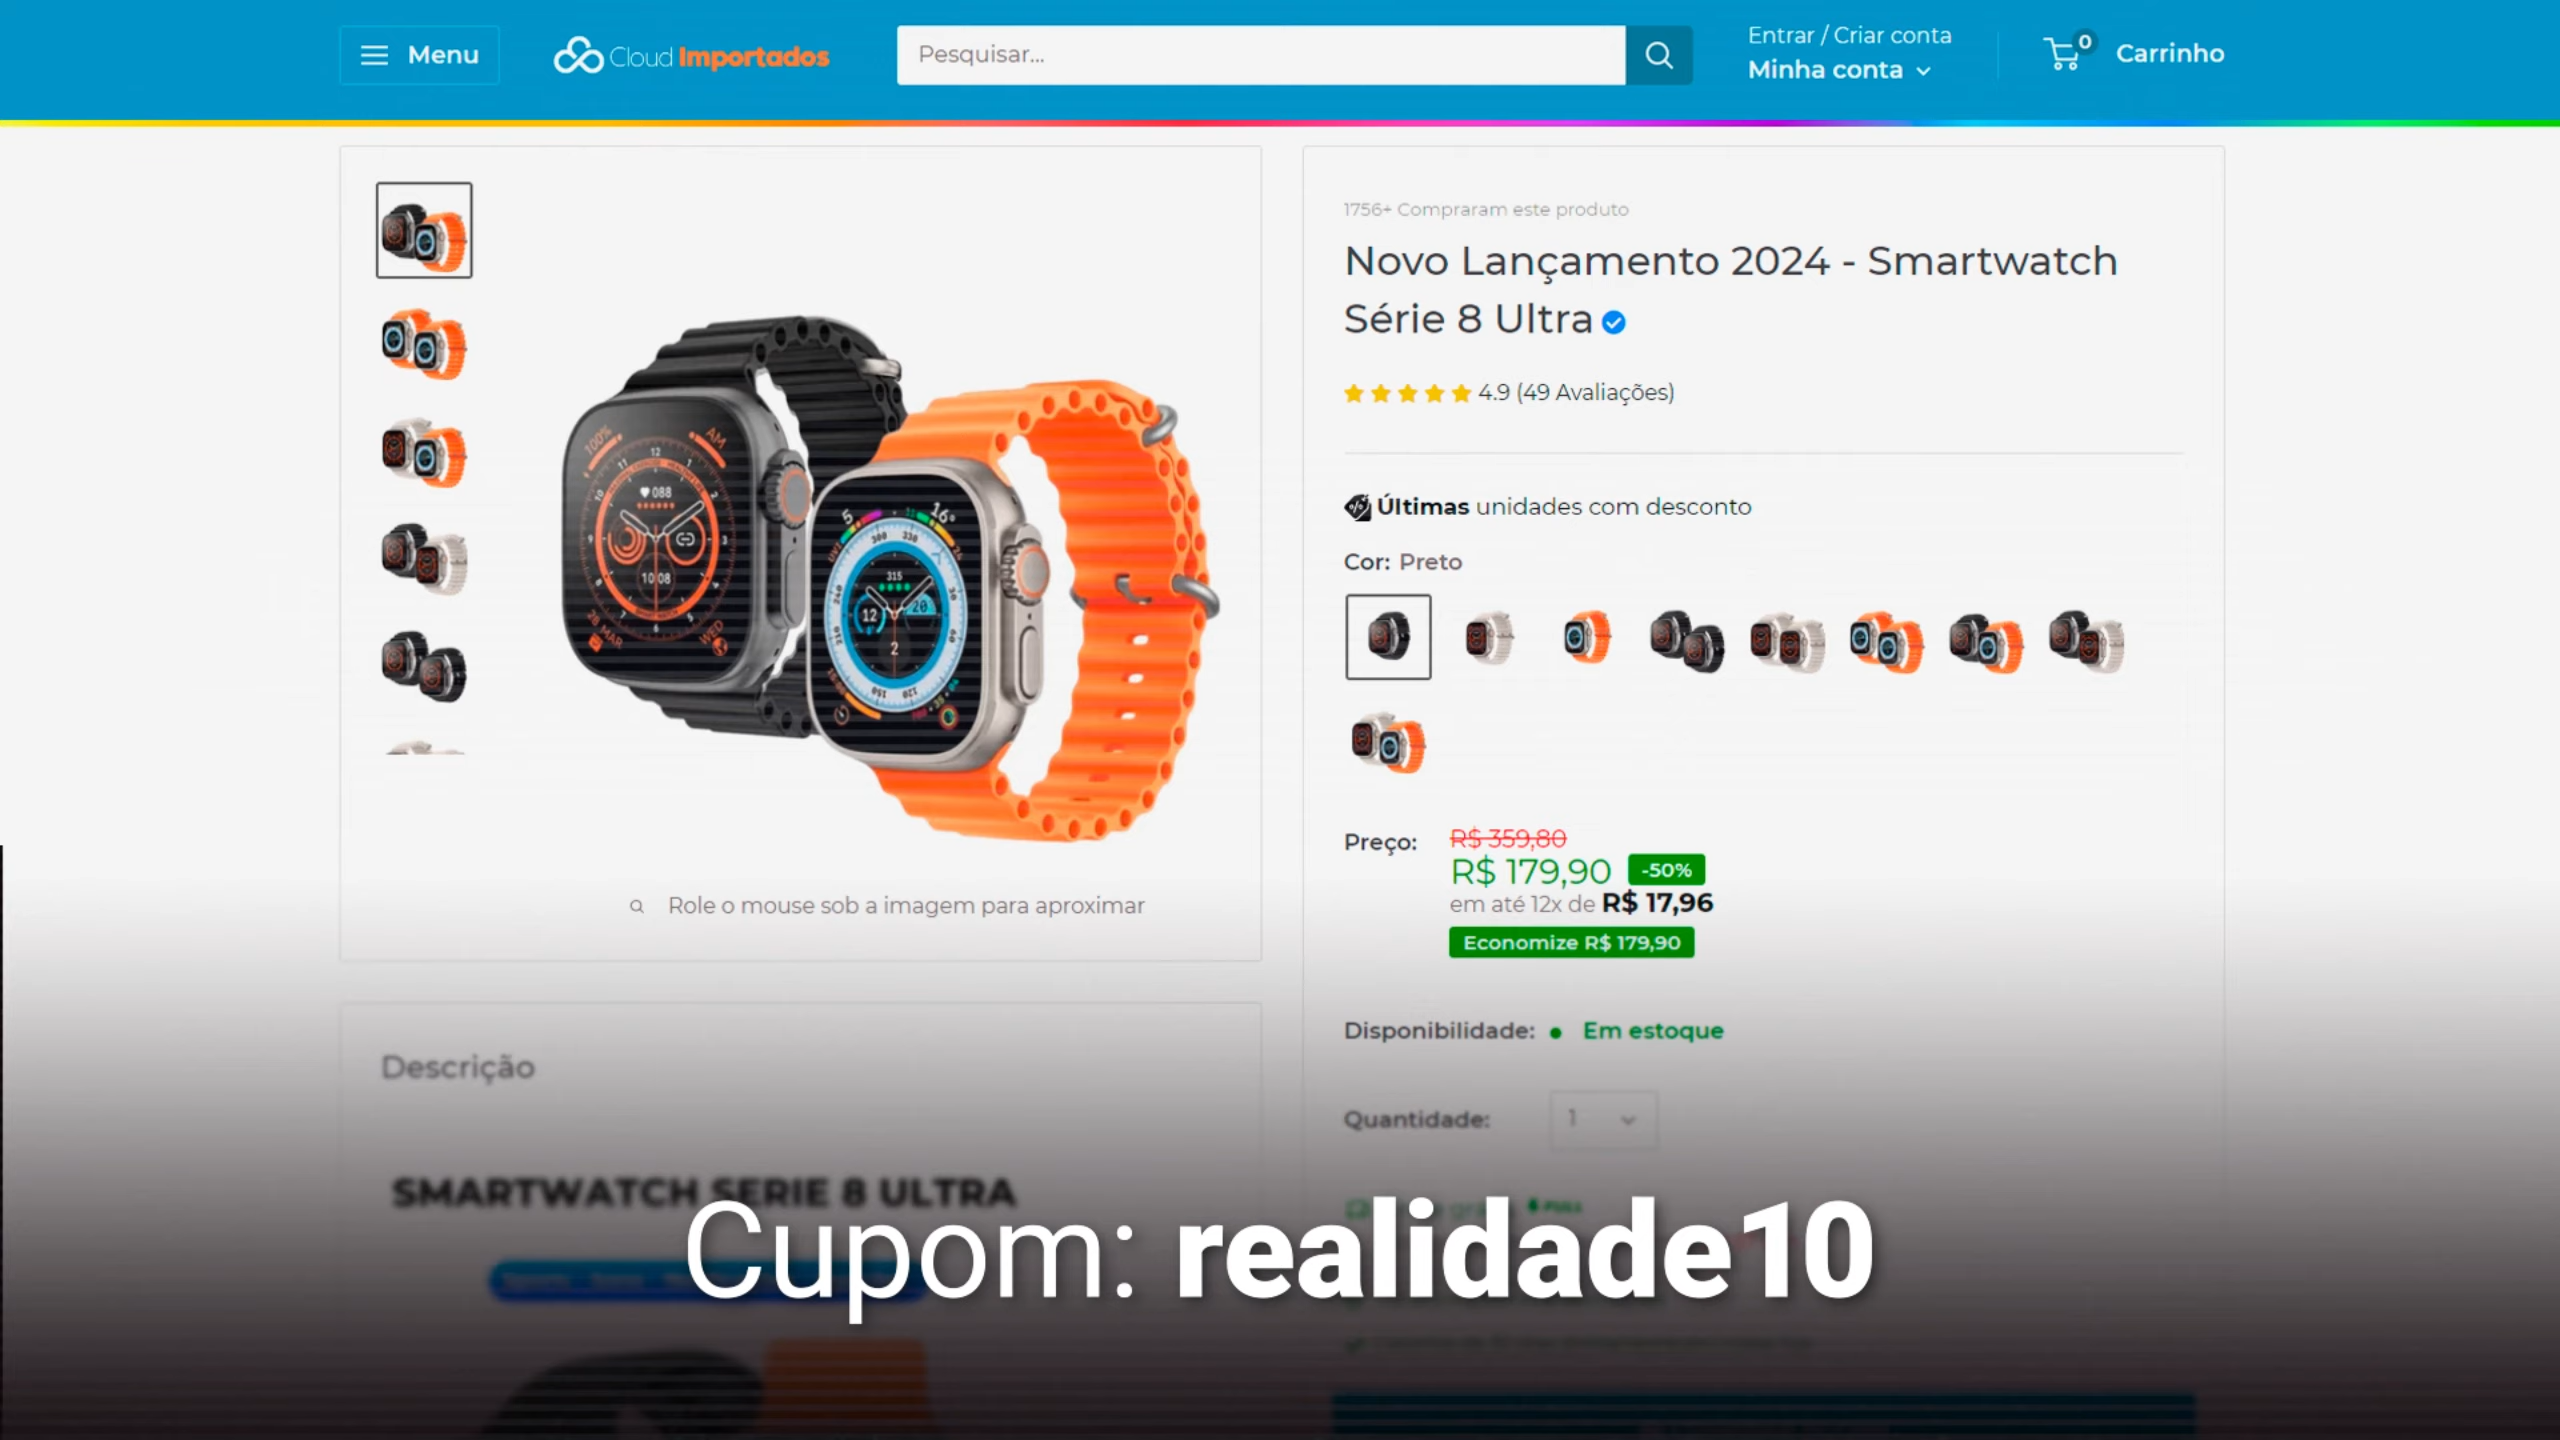 Menu
Cloud Importados
Pesquisar...
Entrar / Criar conta
Minha conta
0
Carrinho
1756+ Compraram este produto
Novo Lançamento 2024 - Smartwatch
Série 8 Ultra
4.9 (49 Avaliações)
Últimas unidades com desconto
Cor: Preto
Preço:
R$ 359,80
R$ 179,90 -50%
em até 12x de R$ 17,96
Economize R$ 179,90
Role o mouse sob a imagem para aproximar
Disponibilidade: Em estoque
Quantidade: 1
Descrição
SMARTWATCH SERIE 8 ULTRA
Cupom: realidade10